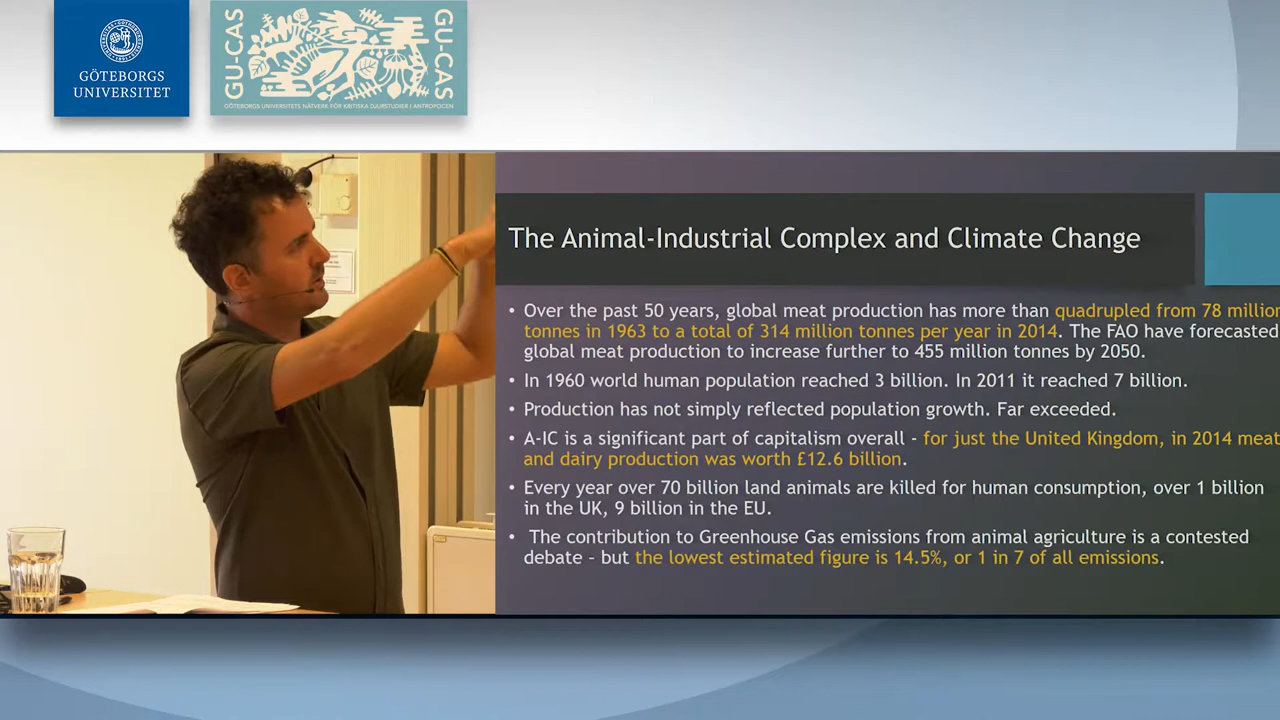 GÖTEBORGS
UNIVERSITET
GU-CAS
GU-CAS
GÖTEBORGS UNIVERSITETS NÄTVERK FÖR KRITISKA DJURSTUDIER I ANTROPOCEN
The Animal-Industrial Complex and Climate Change
• Over the past 50 years, global meat production has more than quadrupled from 78 million
tonnes in 1963 to a total of 314 million tonnes per year in 2014. The FAO have forecasted
global meat production to increase further to 455 million tonnes by 2050.
• In 1960 world human population reached 3 billion. In 2011 it reached 7 billion.
• Production has not simply reflected population growth. Far exceeded.
• A-IC is a significant part of capitalism overall - for just the United Kingdom, in 2014 meat
and dairy production was worth £12.6 billion.
• Every year over 70 billion land animals are killed for human consumption, over 1 billion
in the UK, 9 billion in the EU.
• The contribution to Greenhouse Gas emissions from animal agriculture is a contested
debate – but the lowest estimated figure is 14.5%, or 1 in 7 of all emissions.